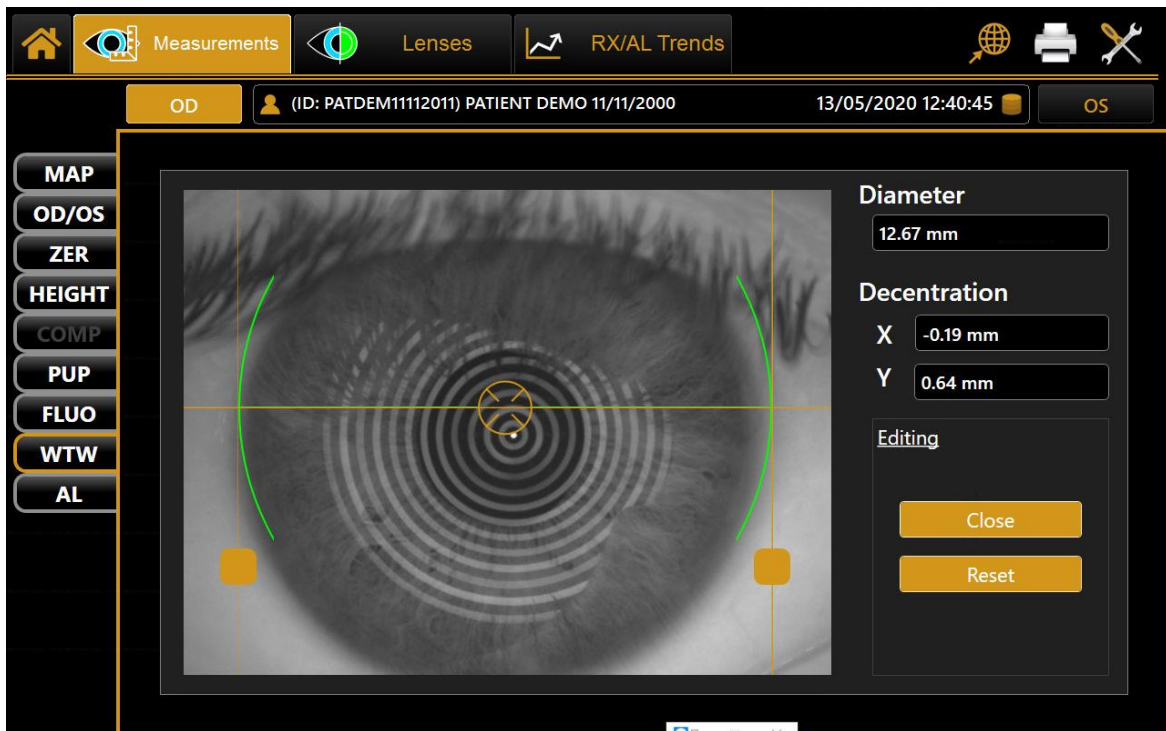 Measurements Lenses RX/AL Trends
OD (ID: PATDEM11112011) PATIENT DEMO 11/11/2000 13/05/2020 12:40:45 OS
MAP
OD/OS
ZER
HEIGHT
COMP
PUP
FLUO
WTW
AL
Diameter
12.67 mm
Decentration
X -0.19 mm
Y 0.64 mm
Editing
Close
Reset